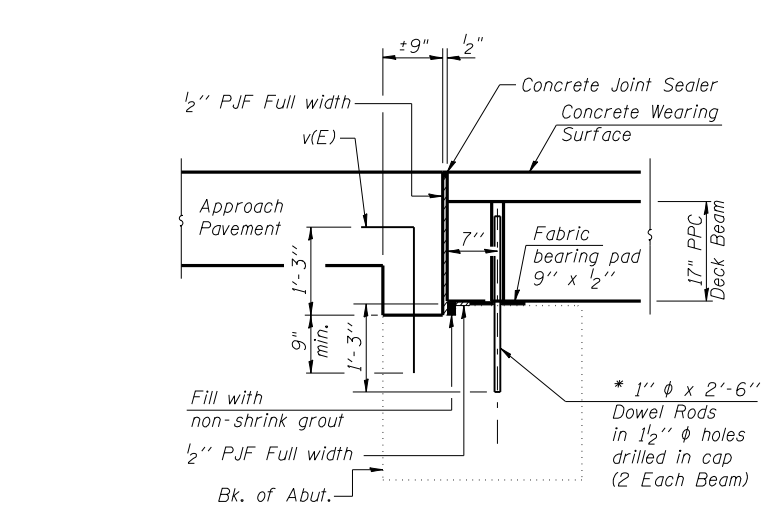 ±9"
1/2"
Concrete Joint Sealer
1/2" PJF Full width
Concrete Wearing
Surface
v(E)
Approach
Pavement
7"
Fabric
bearing pad
9" x 1/2"
17" PPC
Deck Beam
1'-3"
9"
min.
1'-3"
Fill with
non-shrink grout
* 1" ϕ x 2'-6"
Dowel Rods
in 1 1/2" ϕ holes
drilled in cap
(2 Each Beam)
1/2" PJF Full width
Bk. of Abut.